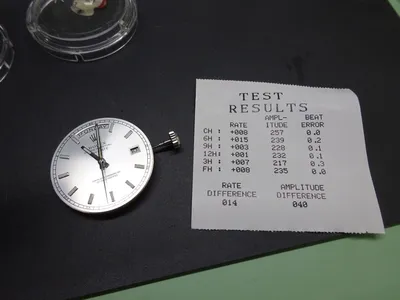 TEST
RESULTS
AMPL- BEAT
RATE ITUDE ERROR
CH : +008 257 0.0
6H : +015 239 0.2
9H : +003 228 0.1
12H: +001 232 0.1
3H : +007 217 0.3
FH : +008 235 0.0
RATE AMPLITUDE
DIFFERENCE DIFFERENCE
014 040